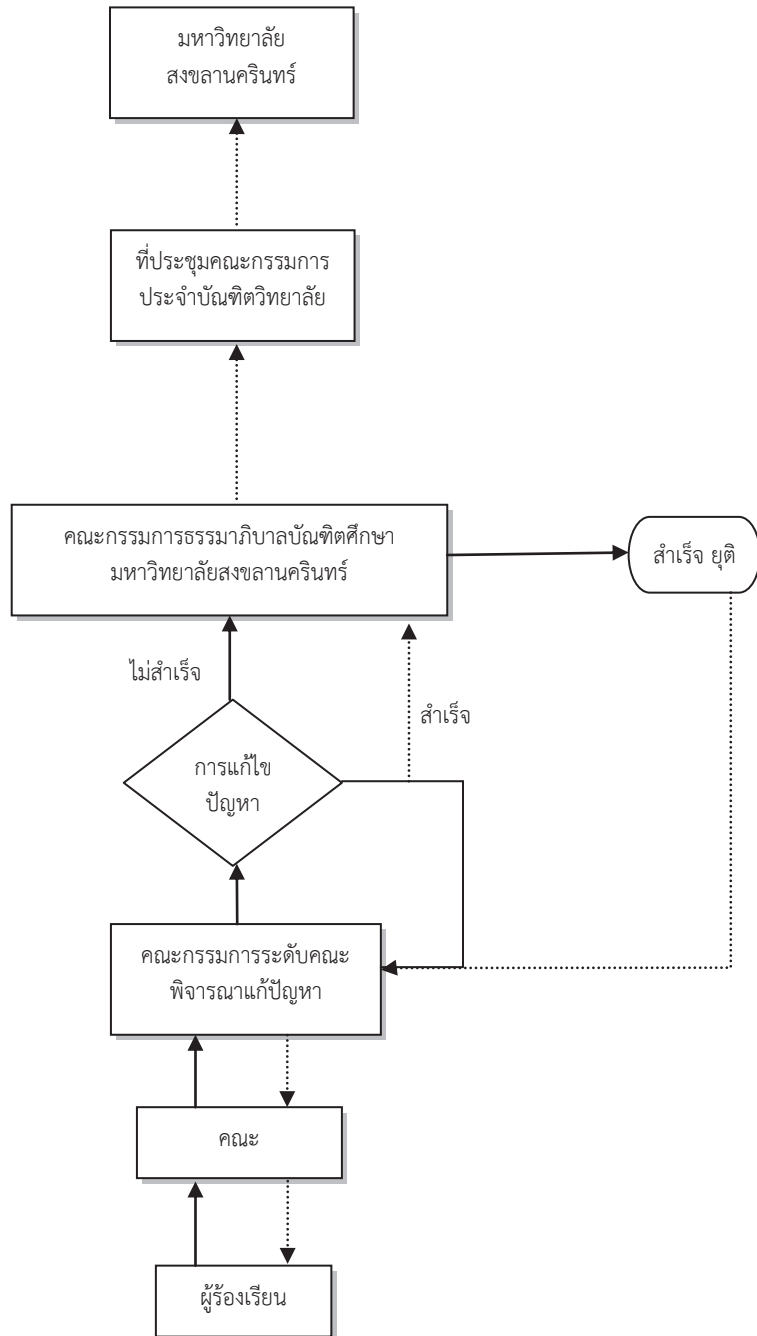 มหาวิทยาลัย
สงขลานครินทร์
ที่ประชุมคณะกรรมการ
ประจำบัณฑิตวิทยาลัย
คณะกรรมการธรรมาภิบาลบัณฑิตศึกษา
มหาวิทยาลัยสงขลานครินทร์
สำเร็จ ยุติ
ไม่สำเร็จ
สำเร็จ
การแก้ไข
ปัญหา
คณะกรรมการระดับคณะ
พิจารณาแก้ปัญหา
คณะ
ผู้ร้องเรียน